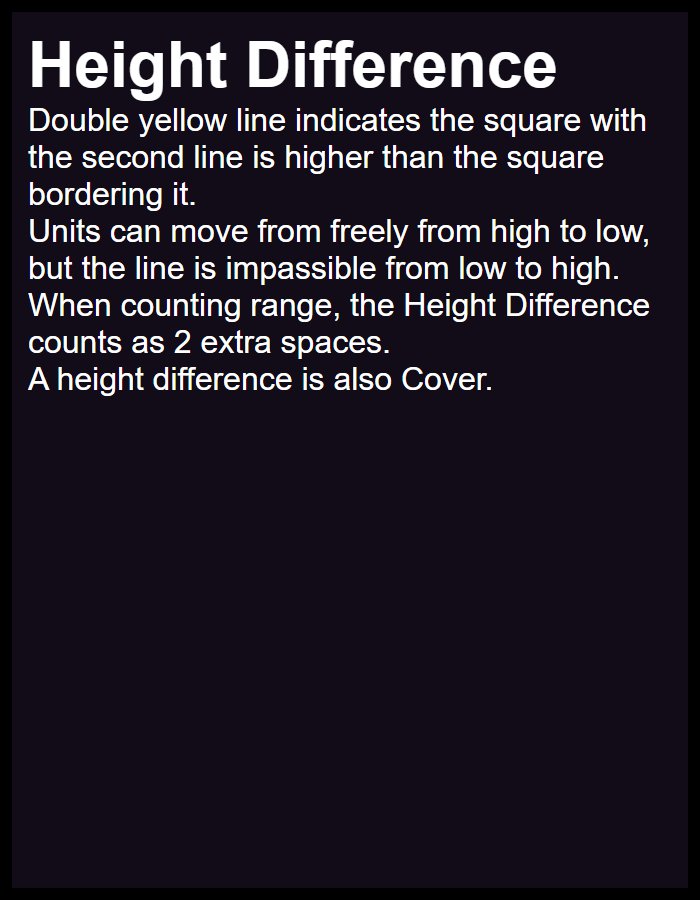 Height Difference
Double yellow line indicates the square with
the second line is higher than the square
bordering it.
Units can move from freely from high to low,
but the line is impassible from low to high.
When counting range, the Height Difference
counts as 2 extra spaces.
A height difference is also Cover.